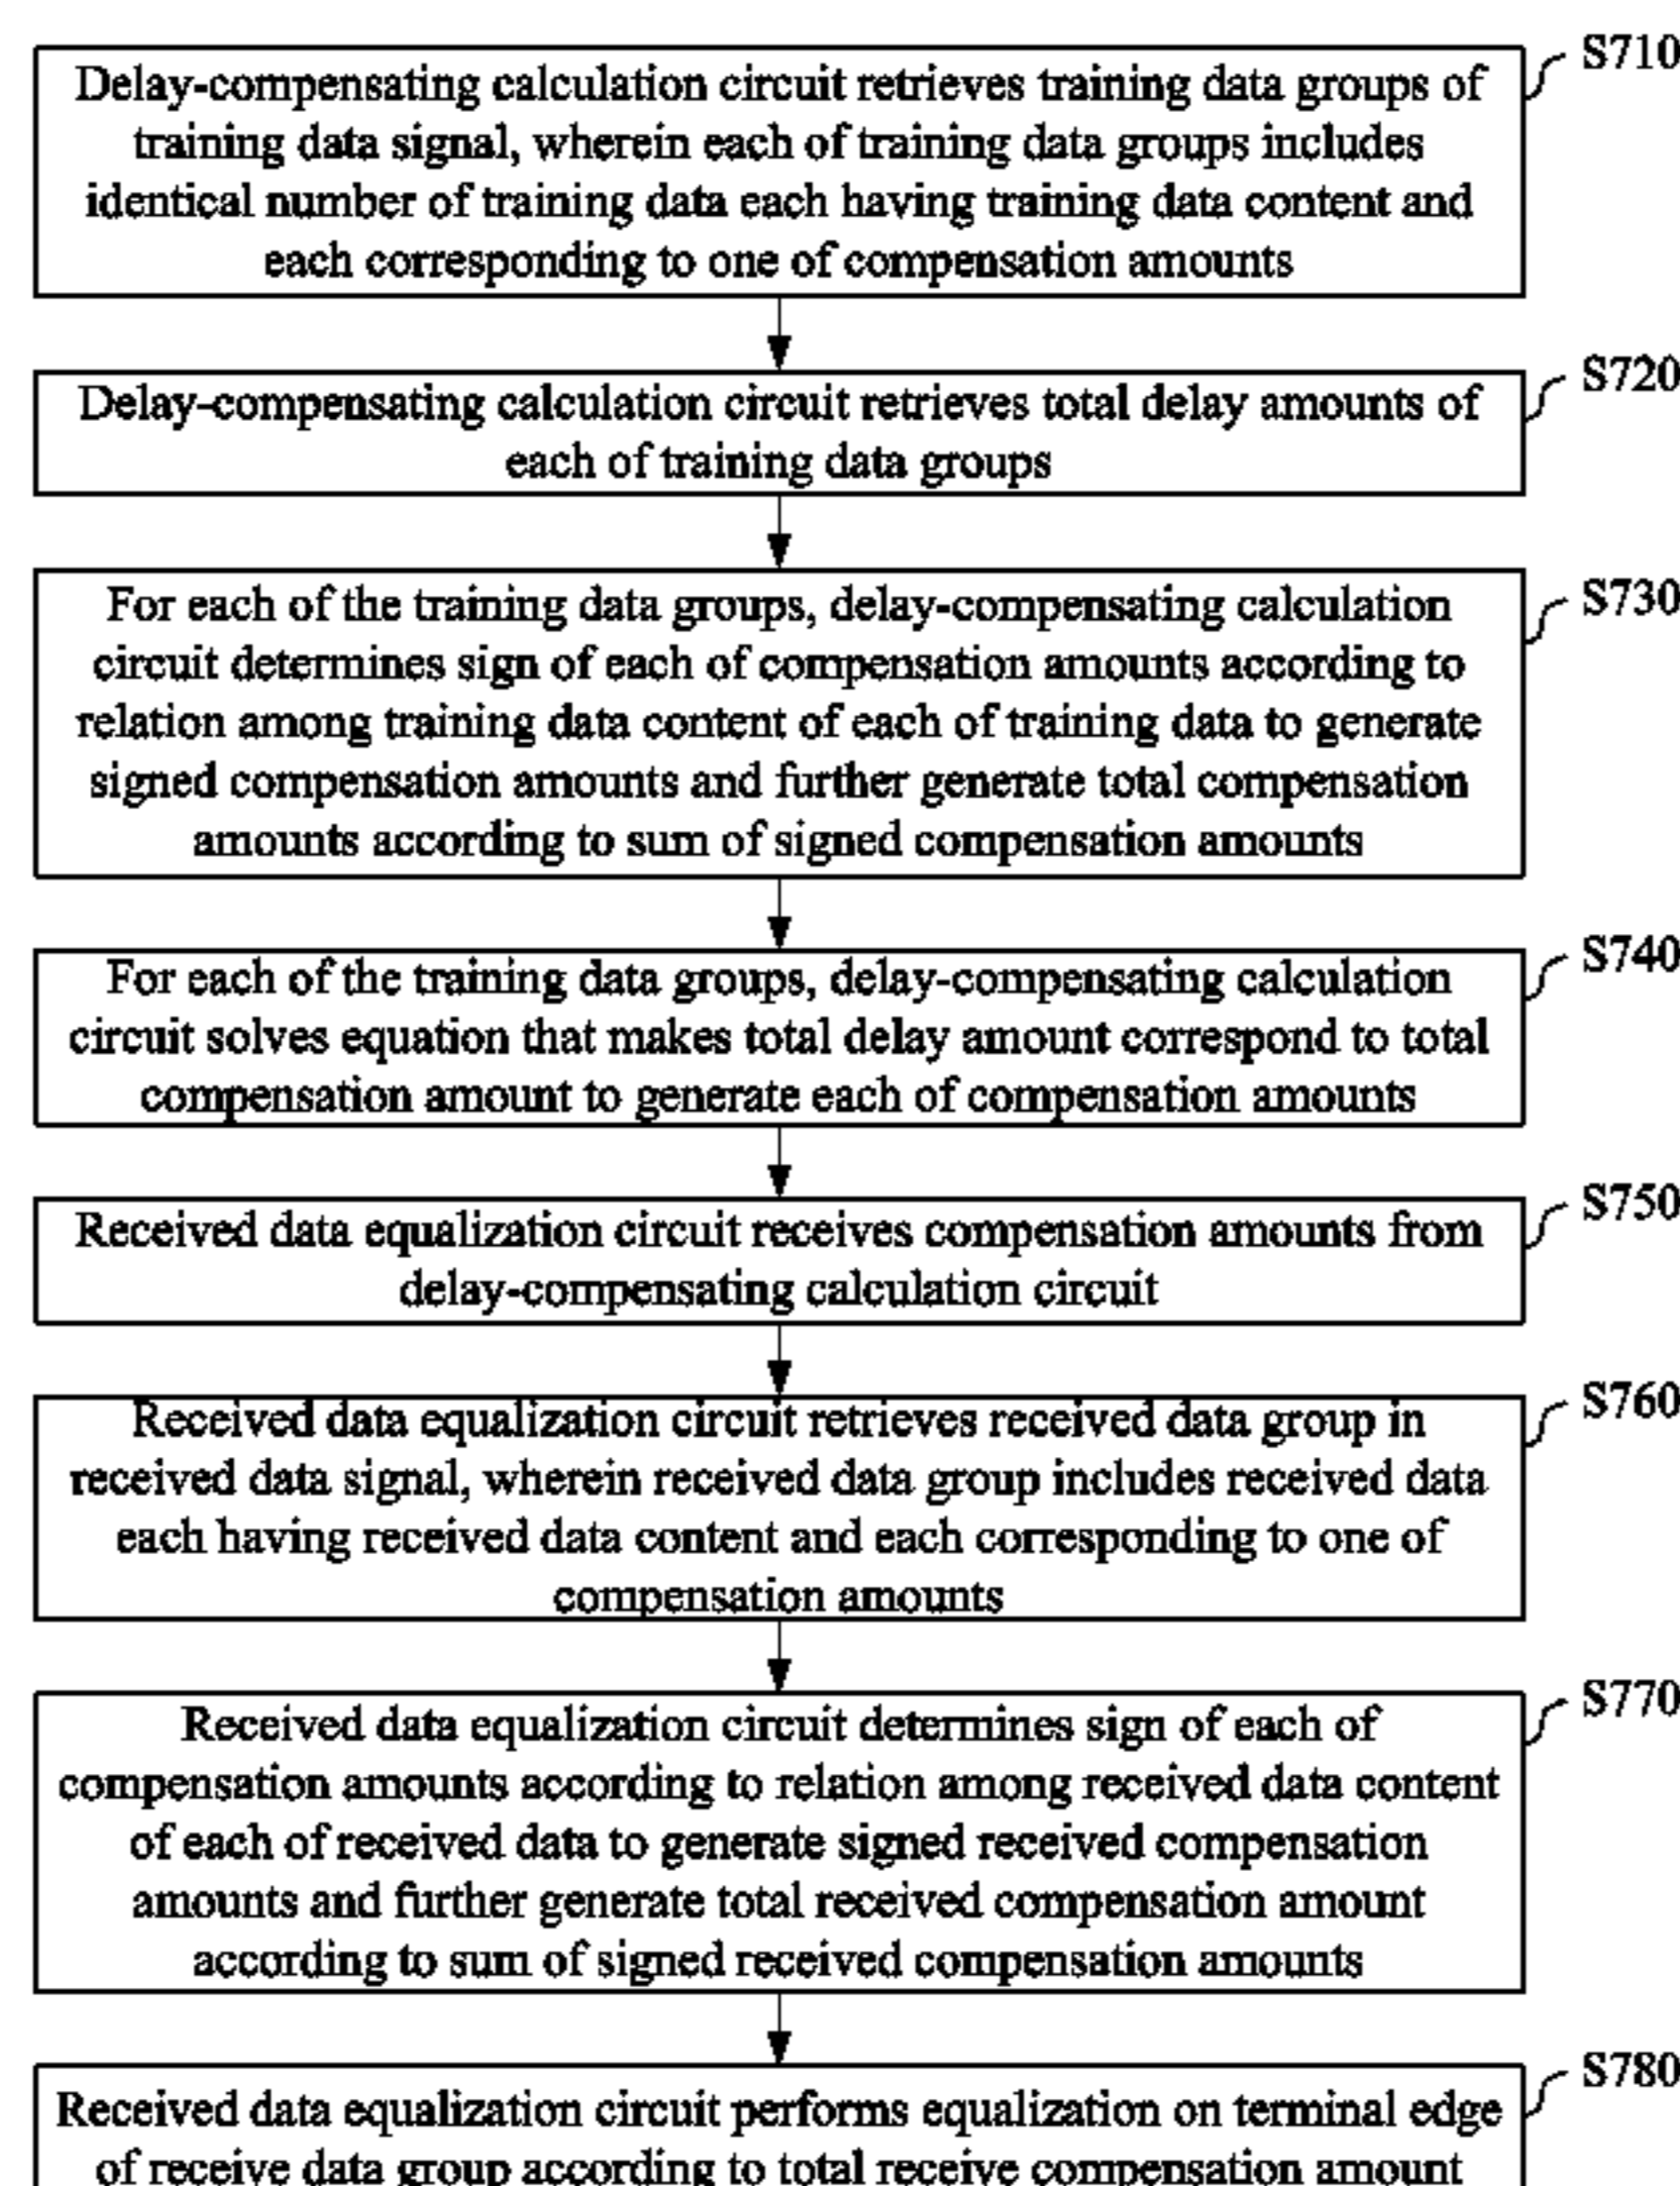 S710
Delay-compensating calculation circuit retrieves training data groups of
training data signal, wherein each of training data groups includes
identical number of training data each having training data content and
each corresponding to one of compensation amounts
S720
Delay-compensating calculation circuit retrieves total delay amounts of
each of training data groups
S730
For each of the training data groups, delay-compensating calculation
circuit determines sign of each of compensation amounts according to
relation among training data content of each of training data to generate
signed compensation amounts and further generate total compensation
amounts according to sum of signed compensation amounts
S740
For each of the training data groups, delay-compensating calculation
circuit solves equation that makes total delay amount correspond to total
compensation amount to generate each of compensation amounts
S750
Received data equalization circuit receives compensation amounts from
delay-compensating calculation circuit
S760
Received data equalization circuit retrieves received data group in
received data signal, wherein received data group includes received data
each having received data content and each corresponding to one of
compensation amounts
S770
Received data equalization circuit determines sign of each of
compensation amounts according to relation among received data content
of each of received data to generate signed received compensation
amounts and further generate total received compensation amount
according to sum of signed received compensation amounts
S780
Received data equalization circuit performs equalization on terminal edge
of receive data group according to total receive compensation amount